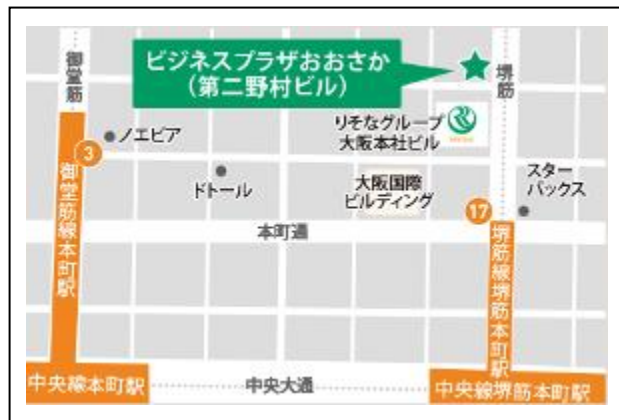 ビジネスプラザおおさか
（第二野村ビル）
御堂筋
堺筋
ノエビア
りそなグループ
大阪本社ビル
3
ドトール
大阪国際
ビルディング
スター
バックス
17
御堂筋線本町駅
本町通
堺筋線堺筋本町駅
中央線本町駅
中央大通
中央線堺筋本町駅